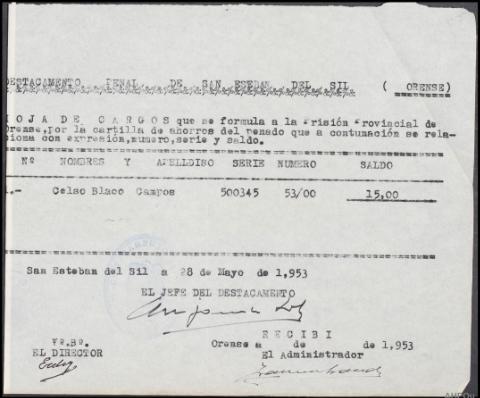 DESTACAMENTO PENAL DE SAN ESEDAN DEL SIL ( ORENSE)
HOJA DE CARGOS que se formula a la Prisión Provincial de
Orense,por la cartilla de ahorros del penado que a contunación se rela-
ciona con expresión,numero,serie y saldo.
Nº NOMBRES Y APELLDISO SERIE NUMERO SALDO
1.- Celso Blaco Campos 500345 53/00 15,00
San Esteban del Sil a 28 de Mayo de 1,953
EL JEFE DEL DESTACAMENTO
RECIBI
Vº.Bº. Orense a de de 1,953
EL DIRECTOR El Administrador